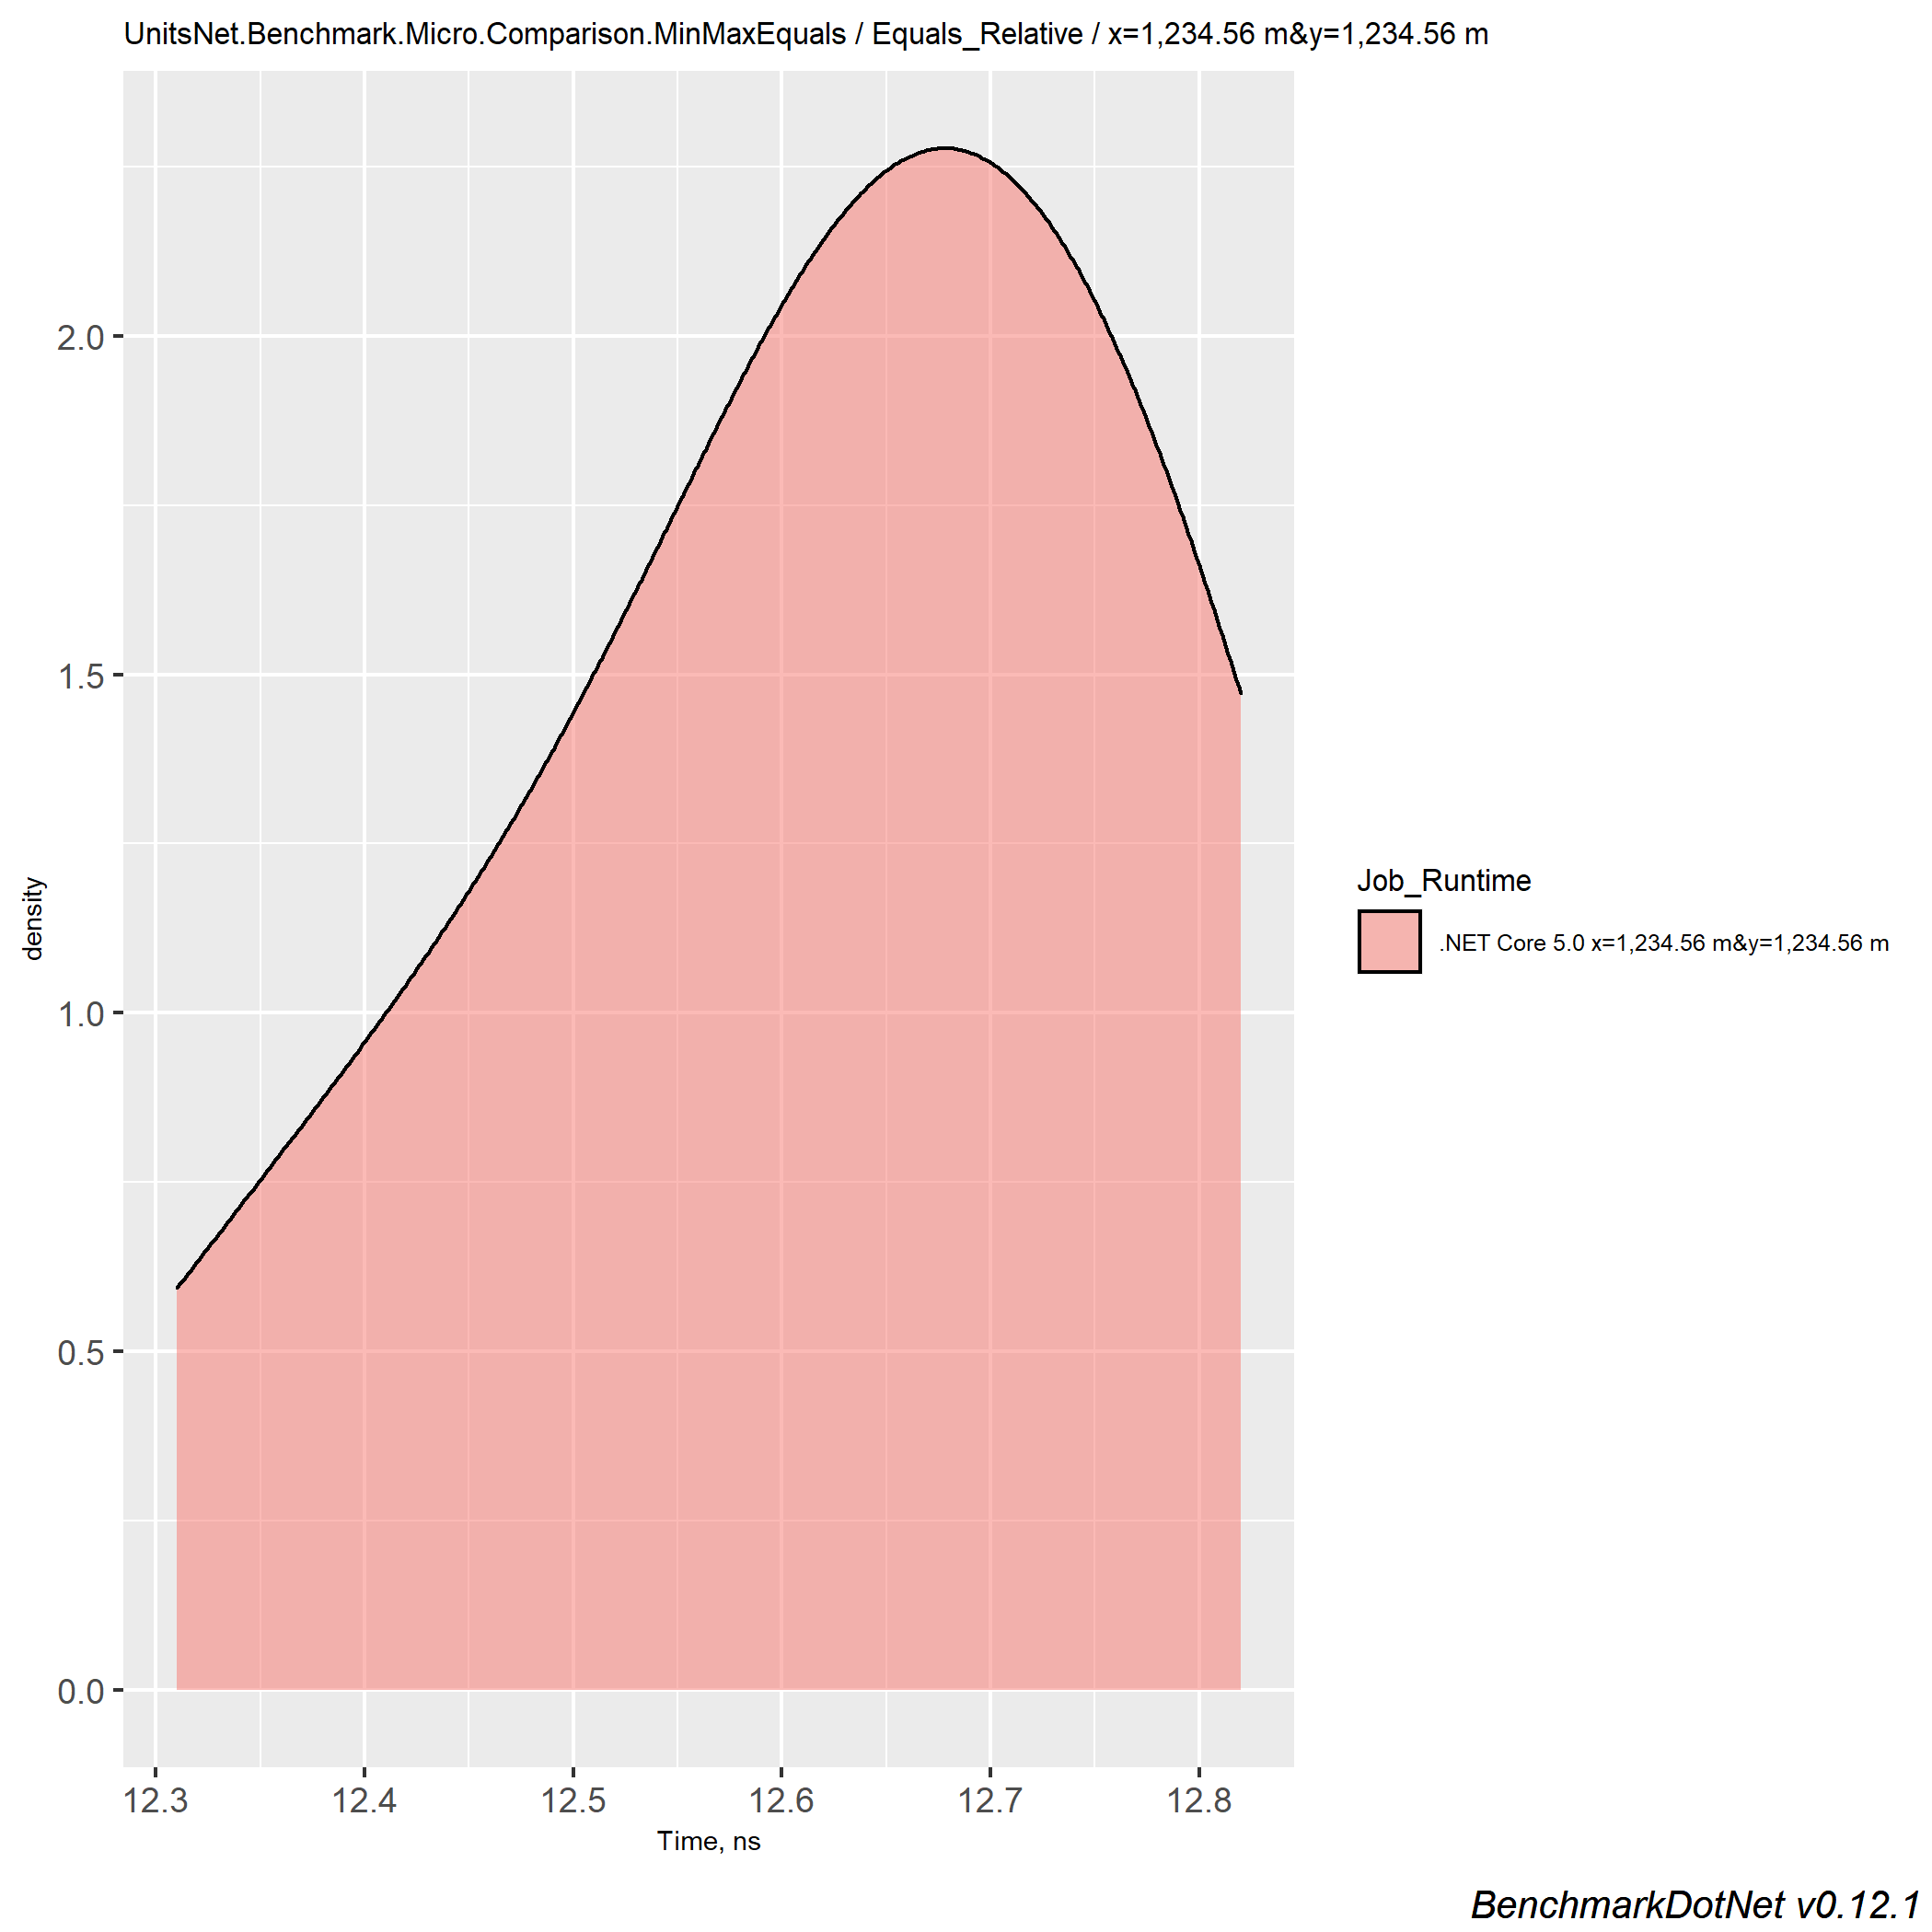 UnitsNet.Benchmark.Micro.Comparison.MinMaxEquals / Equals_Relative / x=1,234.56 m&y=1,234.56 m
2.0
1.5
1.0
0.5
0.0
density
12.3 12.4 12.5 12.6 12.7 12.8
Time, ns
Job_Runtime
.NET Core 5.0 x=1,234.56 m&y=1,234.56 m
BenchmarkDotNet v0.12.1